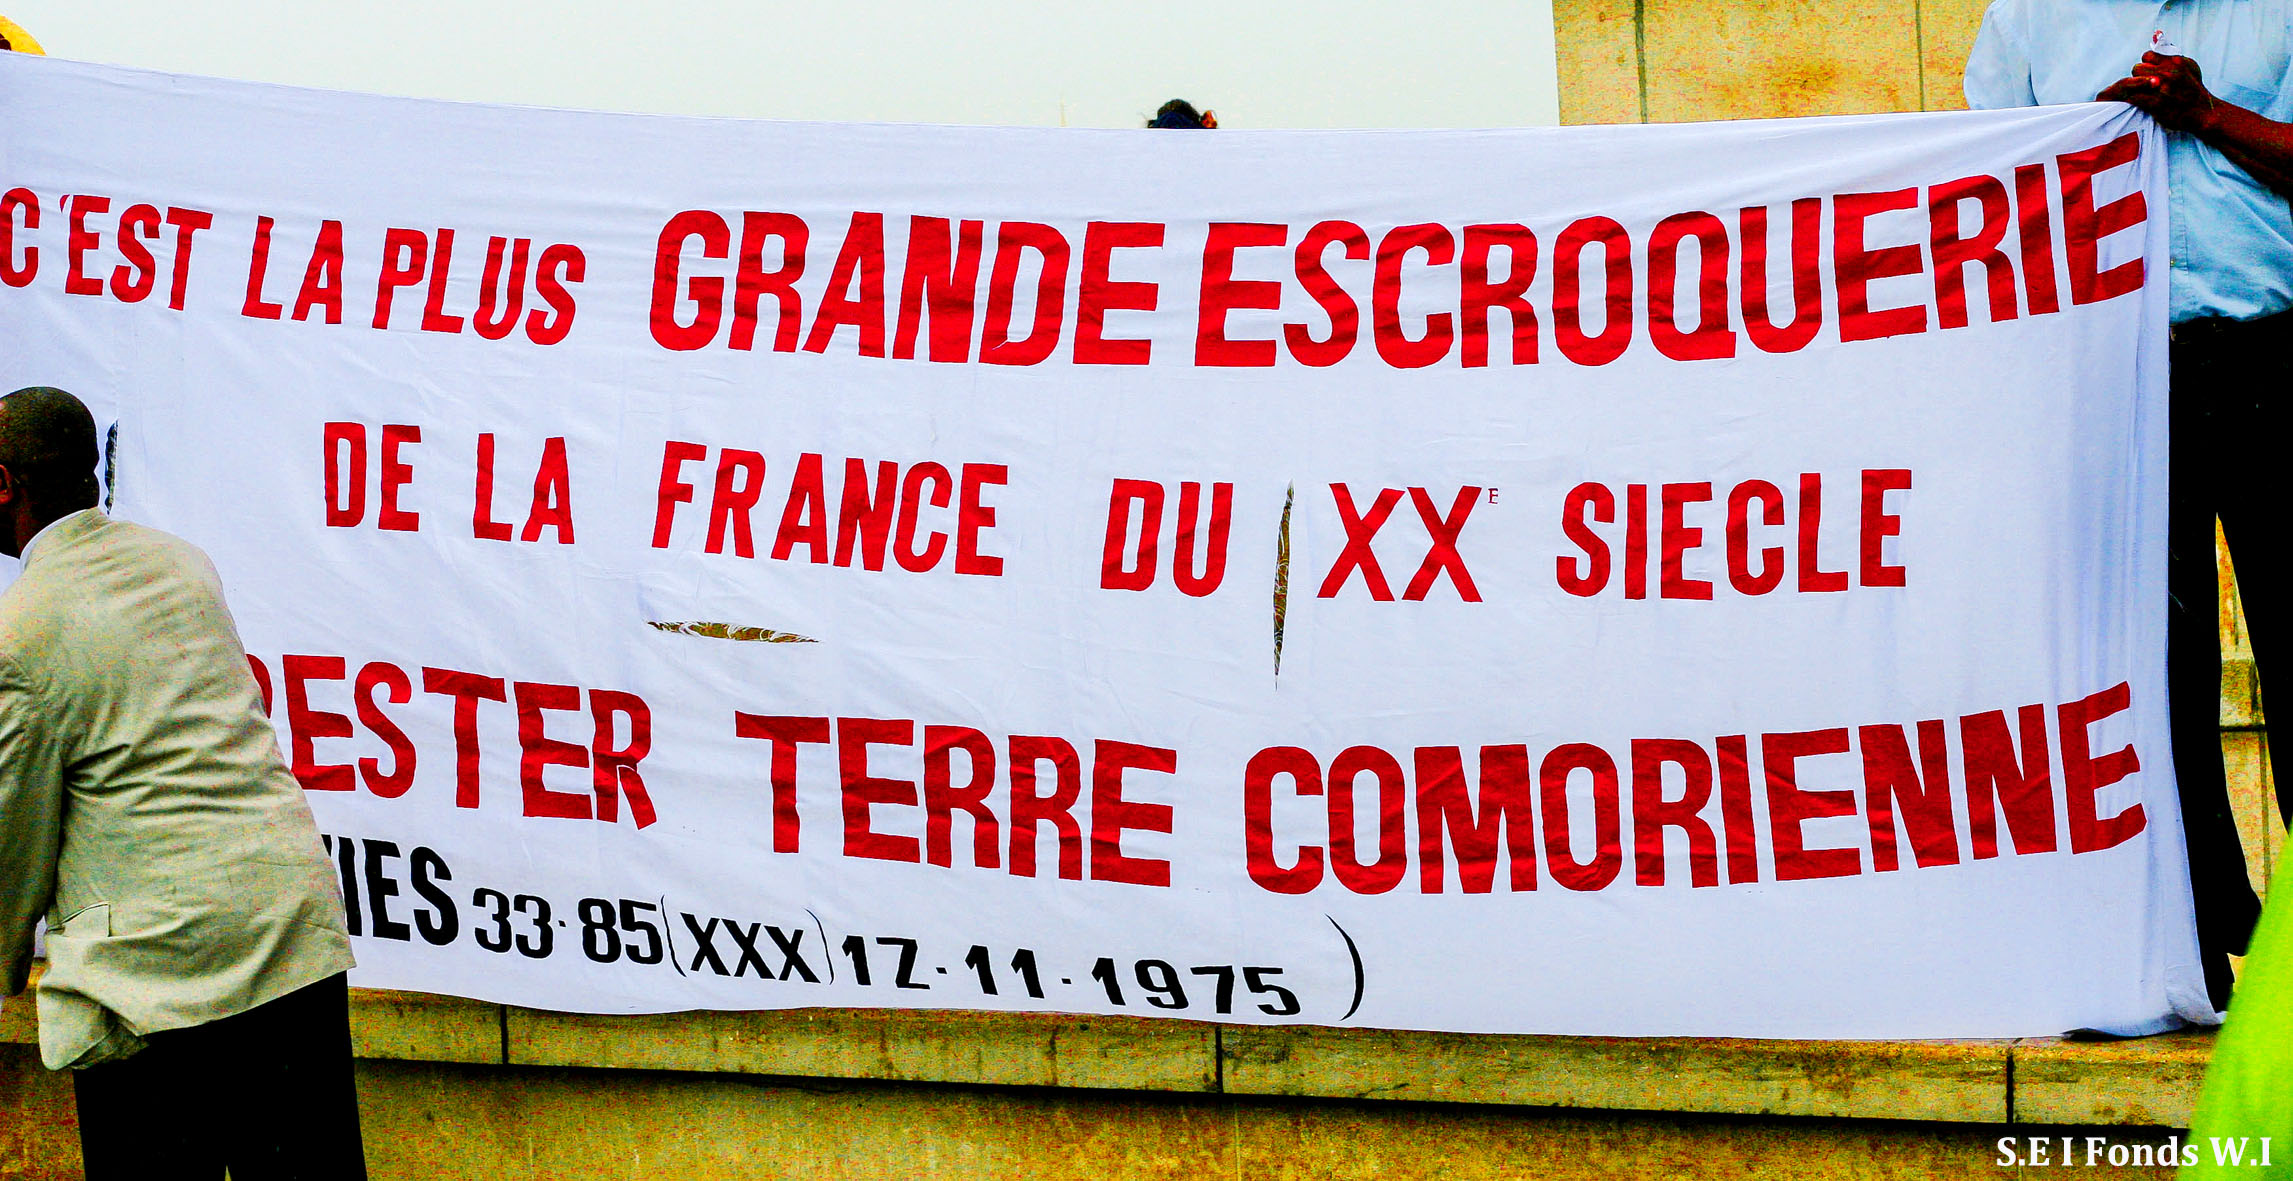 C'EST LA PLUS GRANDE ESCROQUERIE
DE LA FRANCE DU XXE SIECLE
RESTER TERRE COMORIENNE
33-85(XXX) 17-11-1975)
S.E I Fonds W.I